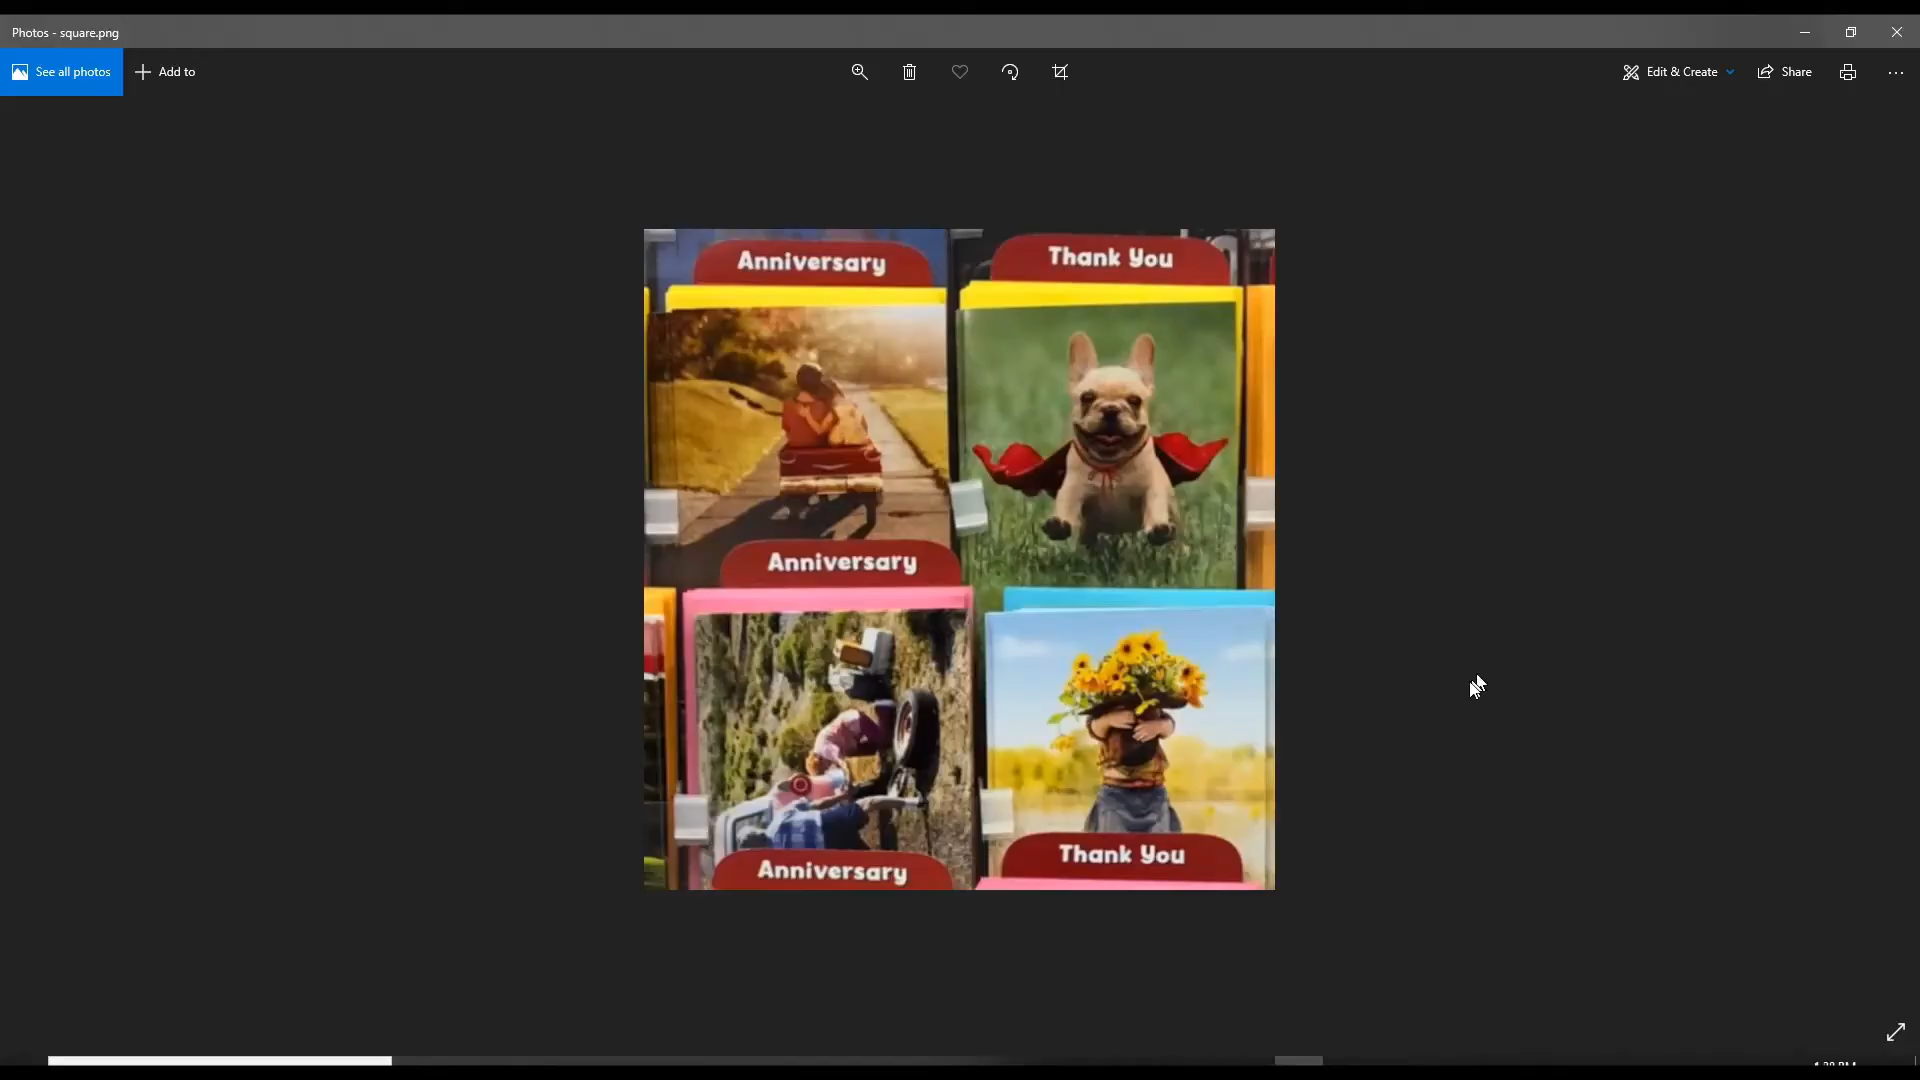 Photos - square.png
See all photos
Add to
Edit & Create
Share
Anniversary
Thank You
Anniversary
Anniversary
Thank You